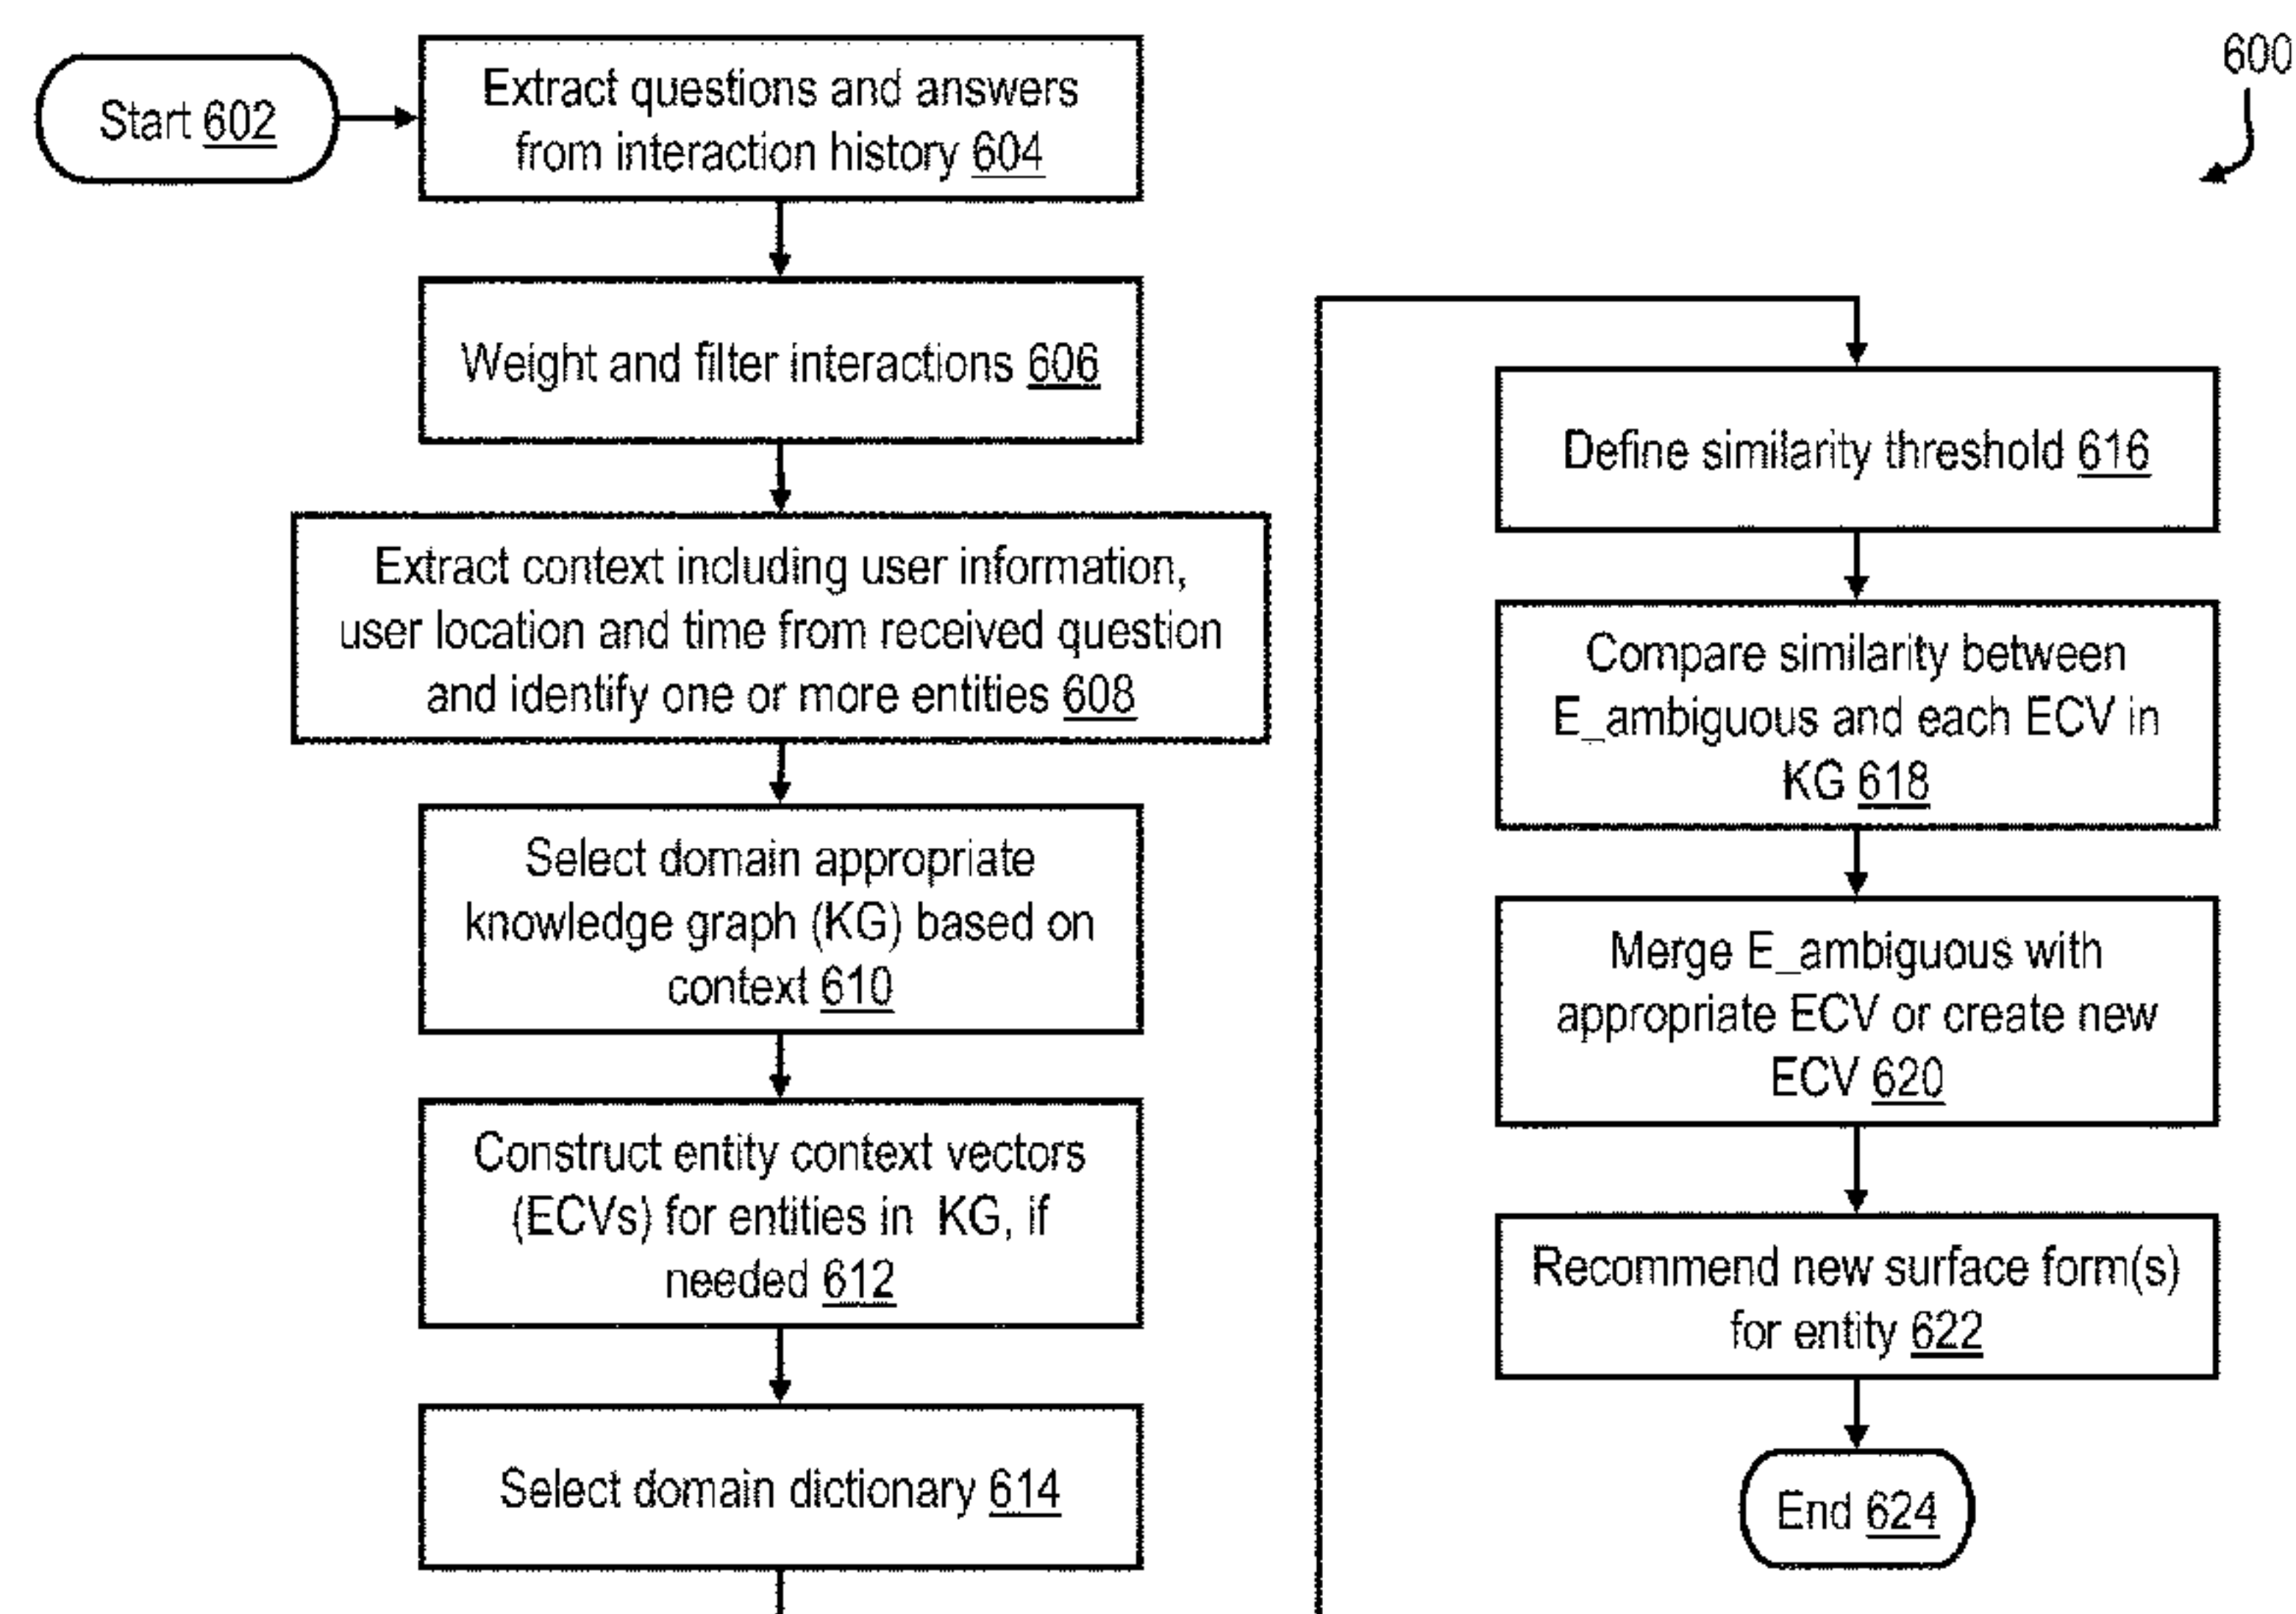 600
Start 602
Extract questions and answers
from interaction history 604
Weight and filter interactions 606
Extract context including user information,
user location and time from received question
and identify one or more entities 608
Select domain appropriate
knowledge graph (KG) based on
context 610
Construct entity context vectors
(ECVs) for entities in KG, if
needed 612
Select domain dictionary 614
Define similarity threshold 616
Compare similarity between
E_ambiguous and each ECV in
KG 618
Merge E_ambiguous with
appropriate ECV or create new
ECV 620
Recommend new surface form(s)
for entity 622
End 624